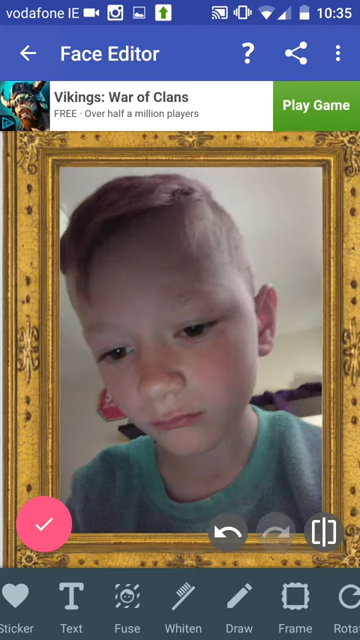 vodafone IE 10:35
Face Editor ?
Vikings: War of Clans
FREE · Over half a million players
Play Game
Sticker Text Fuse Whiten Draw Frame Rota